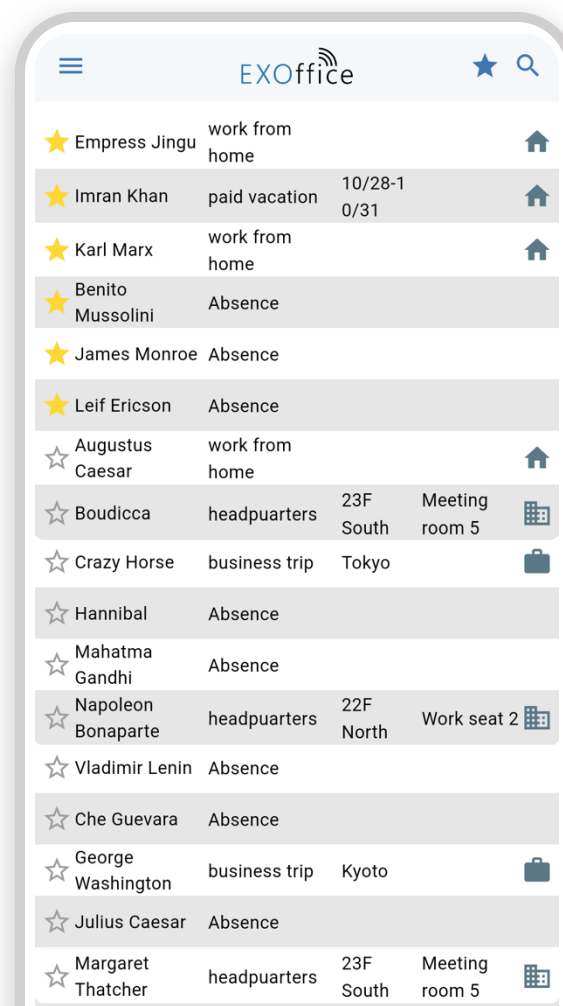 EXOffice
Empress Jingu work from home
Imran Khan paid vacation 10/28-10/31
Karl Marx work from home
Benito Mussolini Absence
James Monroe Absence
Leif Ericson Absence
Augustus Caesar work from home
Boudicca headpuarters 23F South Meeting room 5
Crazy Horse business trip Tokyo
Hannibal Absence
Mahatma Gandhi Absence
Napoleon Bonaparte headpuarters 22F North Work seat 2
Vladimir Lenin Absence
Che Guevara Absence
George Washington business trip Kyoto
Julius Caesar Absence
Margaret Thatcher headpuarters 23F South Meeting room 5